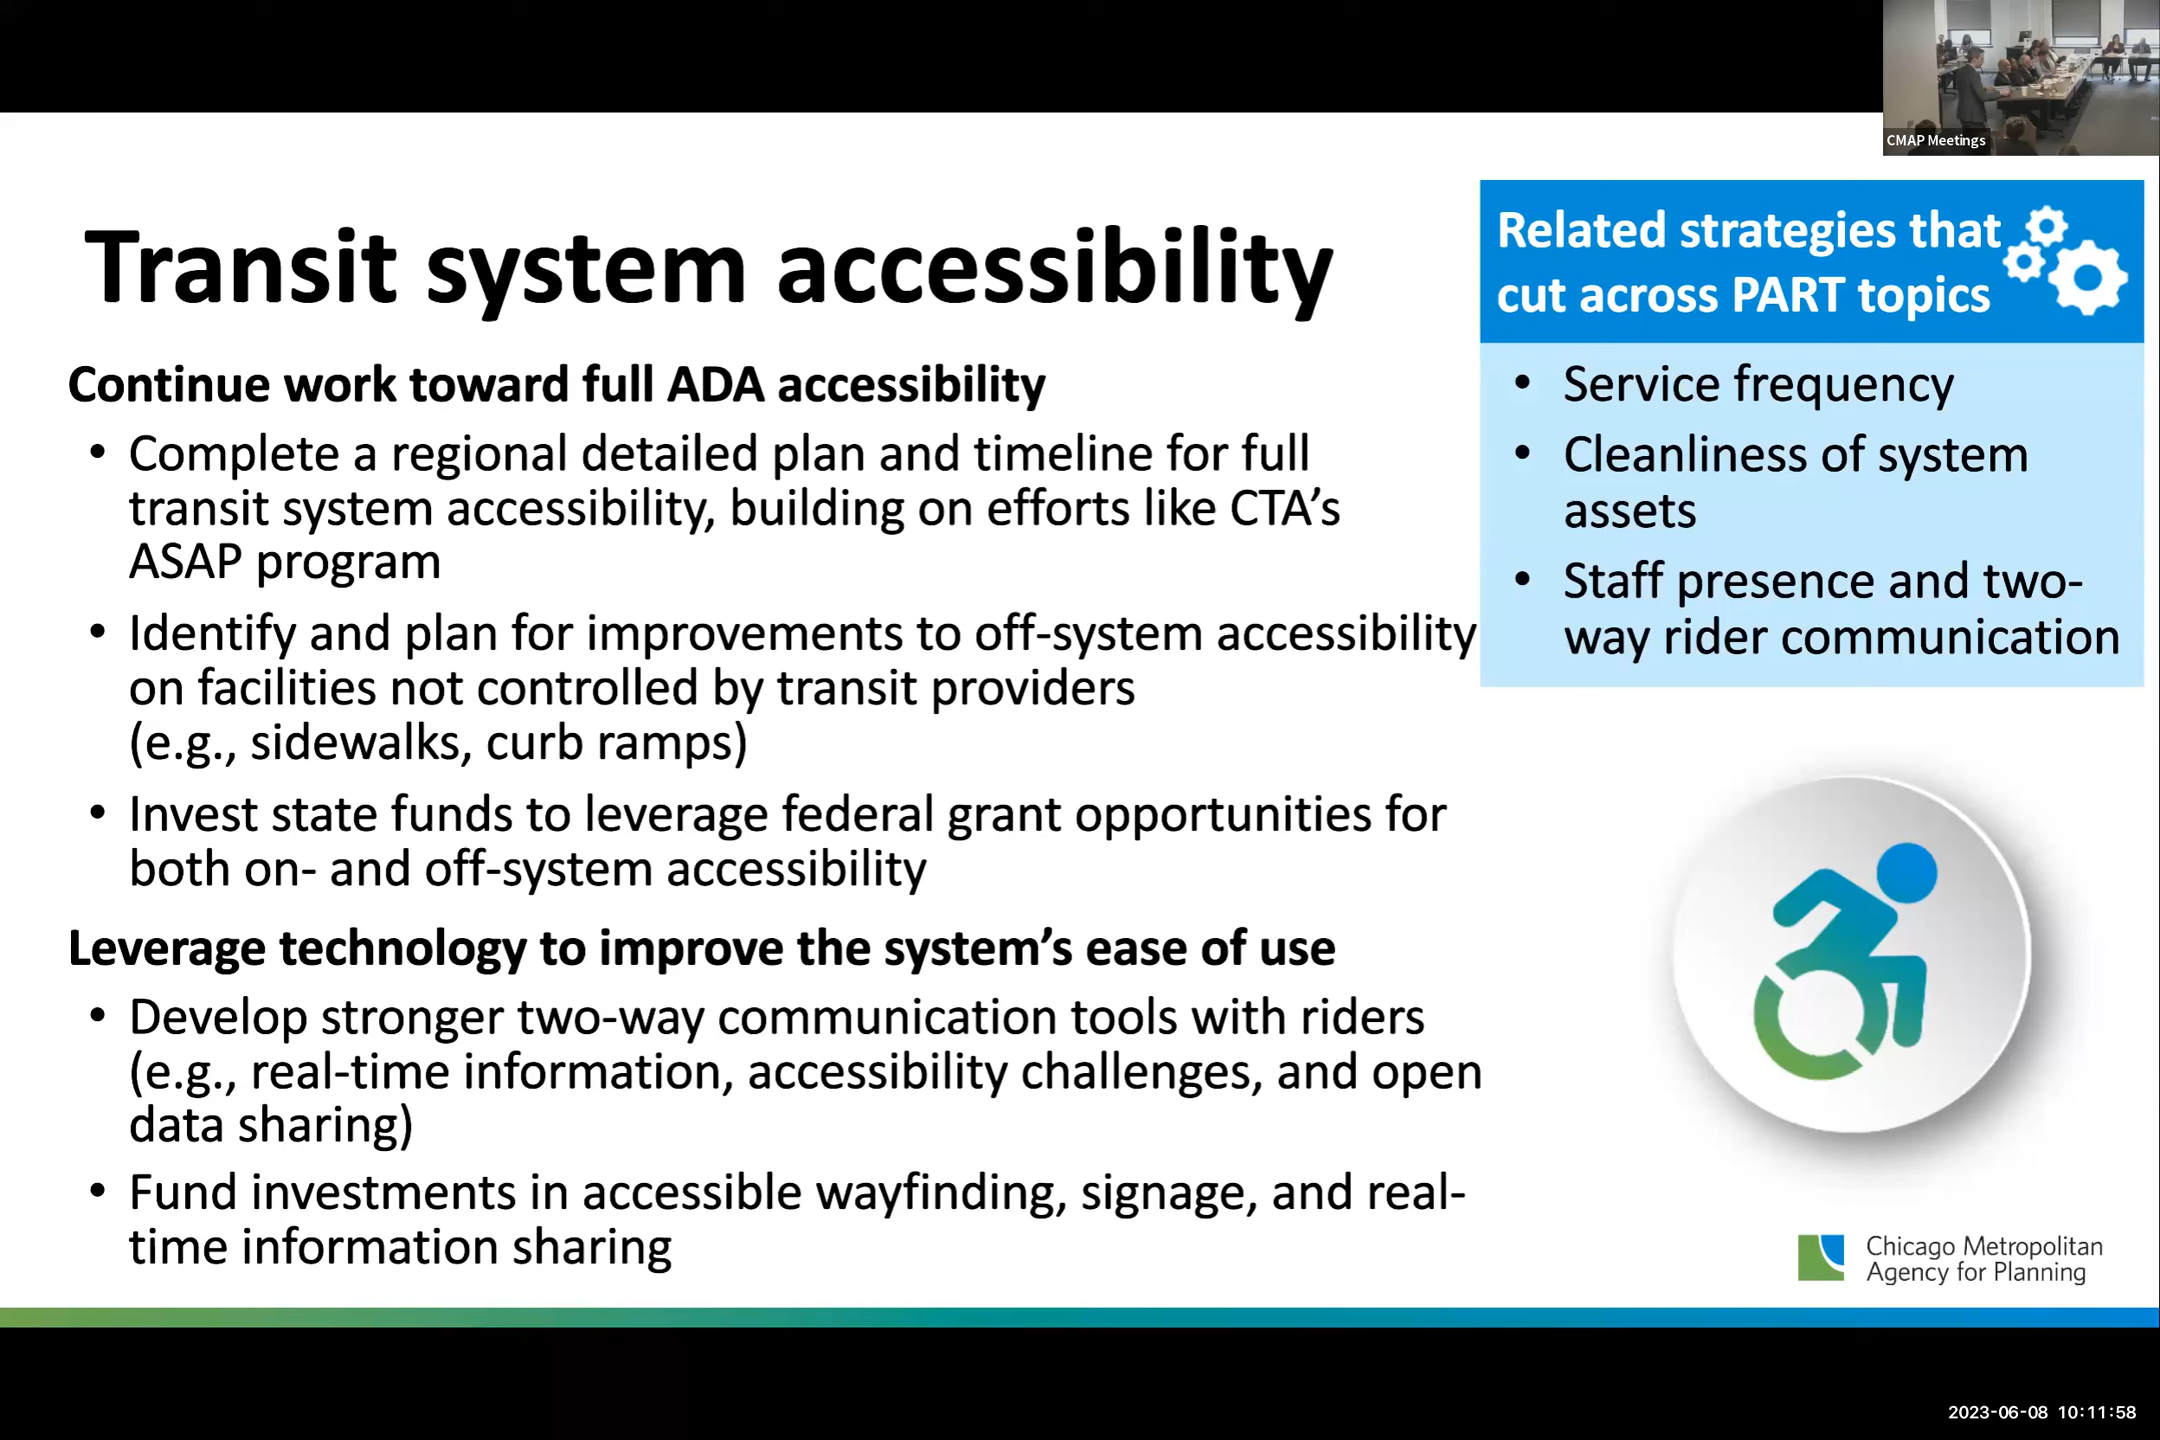 CMAP Meetings
Transit system accessibility
Continue work toward full ADA accessibility
• Complete a regional detailed plan and timeline for full
transit system accessibility, building on efforts like CTA’s
ASAP program
• Identify and plan for improvements to off-system accessibility
on facilities not controlled by transit providers
(e.g., sidewalks, curb ramps)
• Invest state funds to leverage federal grant opportunities for
both on- and off-system accessibility
Leverage technology to improve the system’s ease of use
• Develop stronger two-way communication tools with riders
(e.g., real-time information, accessibility challenges, and open
data sharing)
• Fund investments in accessible wayfinding, signage, and real-
time information sharing
Related strategies that
cut across PART topics
• Service frequency
• Cleanliness of system
assets
• Staff presence and two-
way rider communication
Chicago Metropolitan
Agency for Planning
2023-06-08 10:11:58